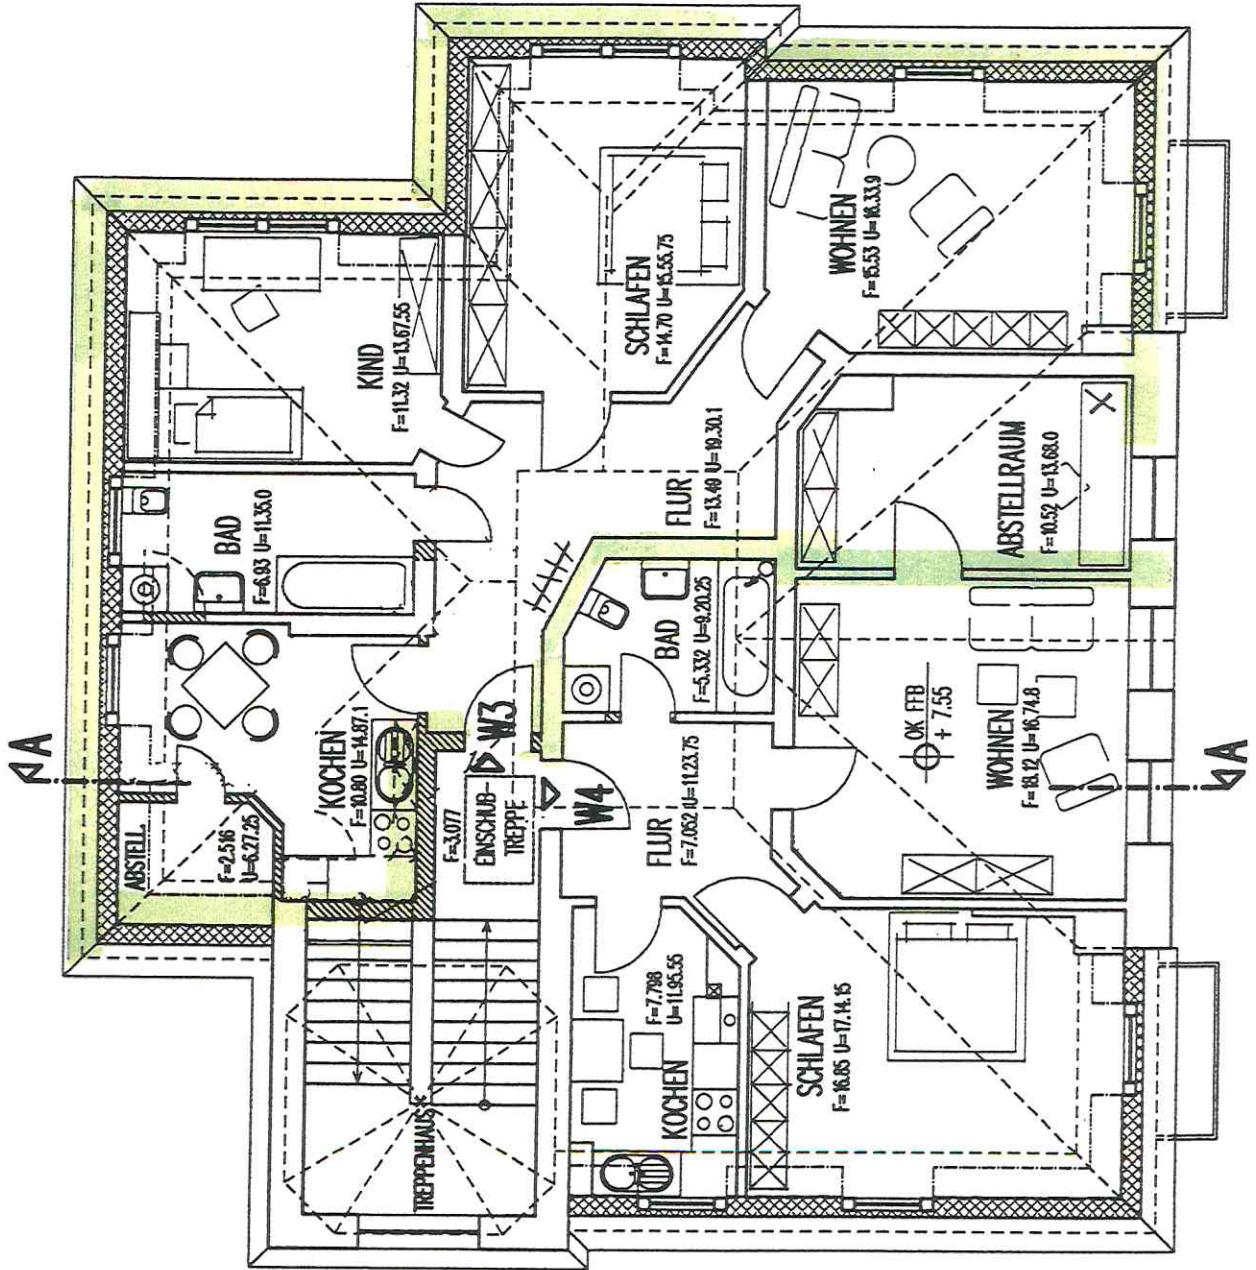 A
ABSTELL.
F=2.516
U=6.27.25
KOCHEN
F=10.80 U=14.87.1
BAD
F=6.93 U=11.35.0
KIND
F=11.32 U=13.67.55
SCHLAFEN
F=14.70 U=15.55.75
WOHNEN
F=15.53 U=16.33.9
FLUR
F=13.49 U=19.30.1
ABSTELLRAUM
F=10.52 U=13.68.0
W3
F=3.077
EINSCHUB-
TREPPE
W4
BAD
F=5.332 U=9.20.25
FLUR
F=7.052 U=11.23.75
WOHNEN
F=18.12 U=16.74.8
OK FFB
+ 7.55
TREPPENHAUS
KOCHEN
F=7.798
U=11.95.55
SCHLAFEN
F=16.85 U=17.14.15
A